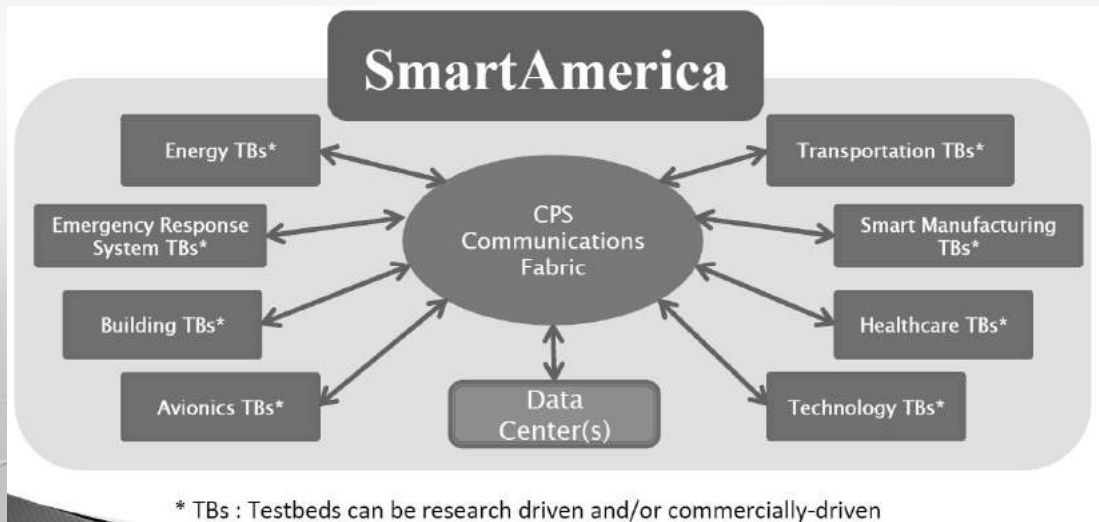 SmartAmerica
Energy TBs*
Transportation TBs*
Emergency Response
System TBs*
CPS
Communications
Fabric
Smart Manufacturing
TBs*
Building TBs*
Healthcare TBs*
Avionics TBs*
Data
Center(s)
Technology TBs*
* TBs : Testbeds can be research driven and/or commercially-driven